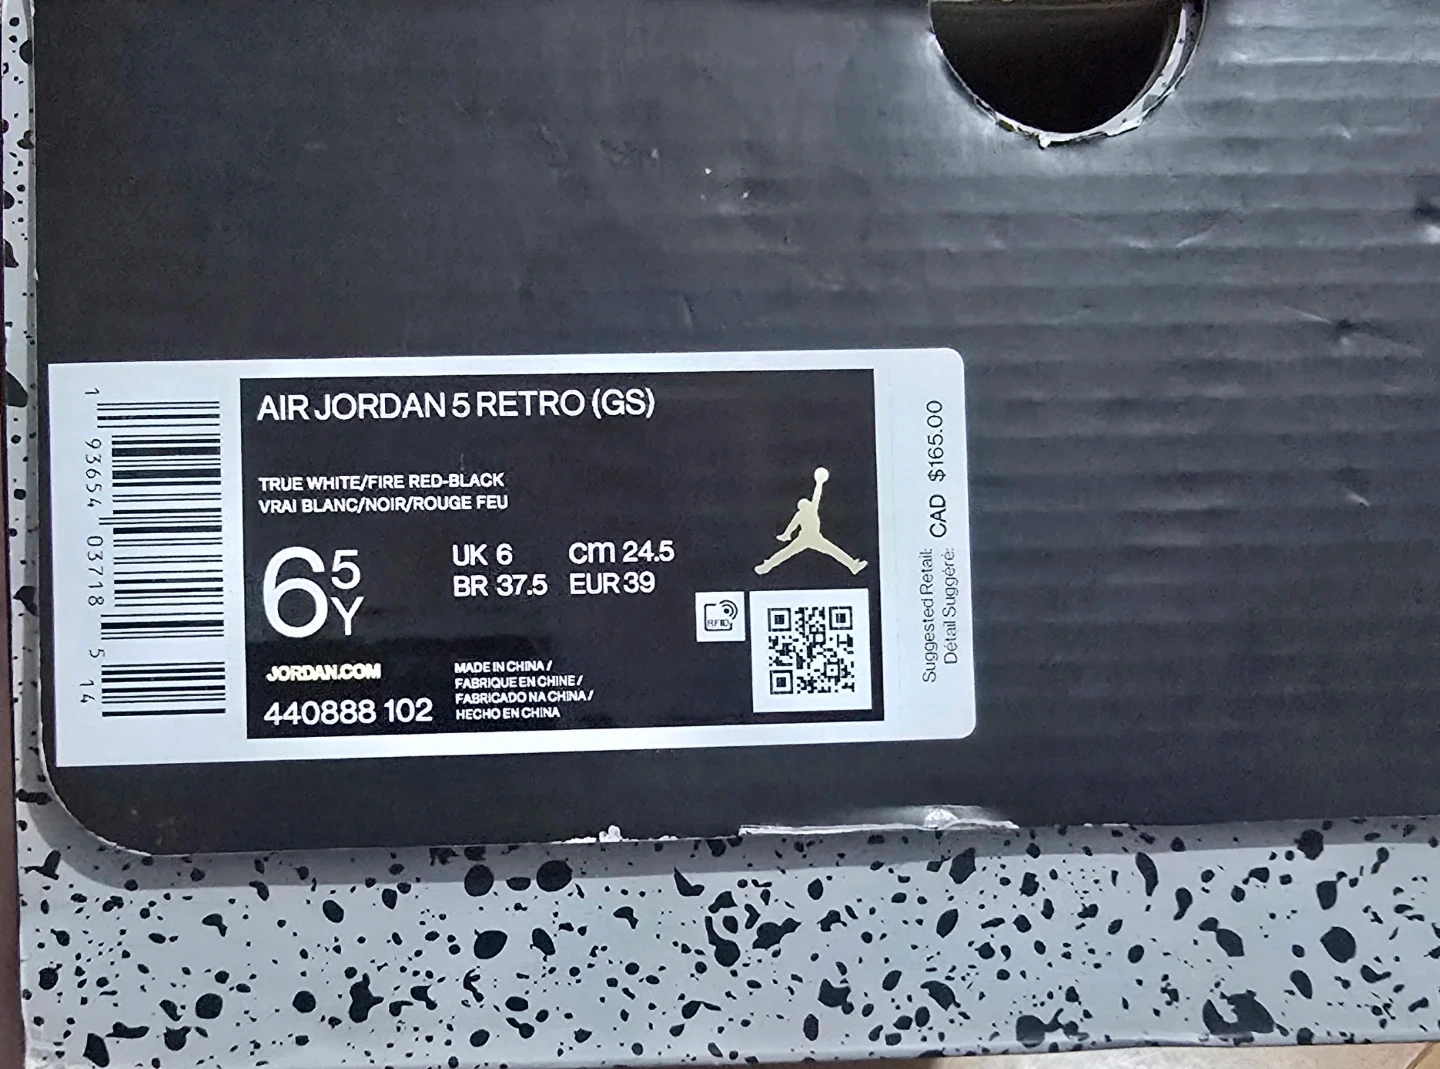 AIR JORDAN 5 RETRO (GS)
TRUE WHITE/FIRE RED-BLACK
VRAI BLANC/NOIR/ROUGE FEU
6 5 Y
UK 6 cm 24.5
BR 37.5 EUR 39
JORDAN.COM
440888 102
MADE IN CHINA /
FABRIQUE EN CHINE /
FABRICADO NA CHINA /
HECHO EN CHINA
RFID
1 93654 03718 5 14
Suggested Retail: CAD $165.00
Détail Sugéré: